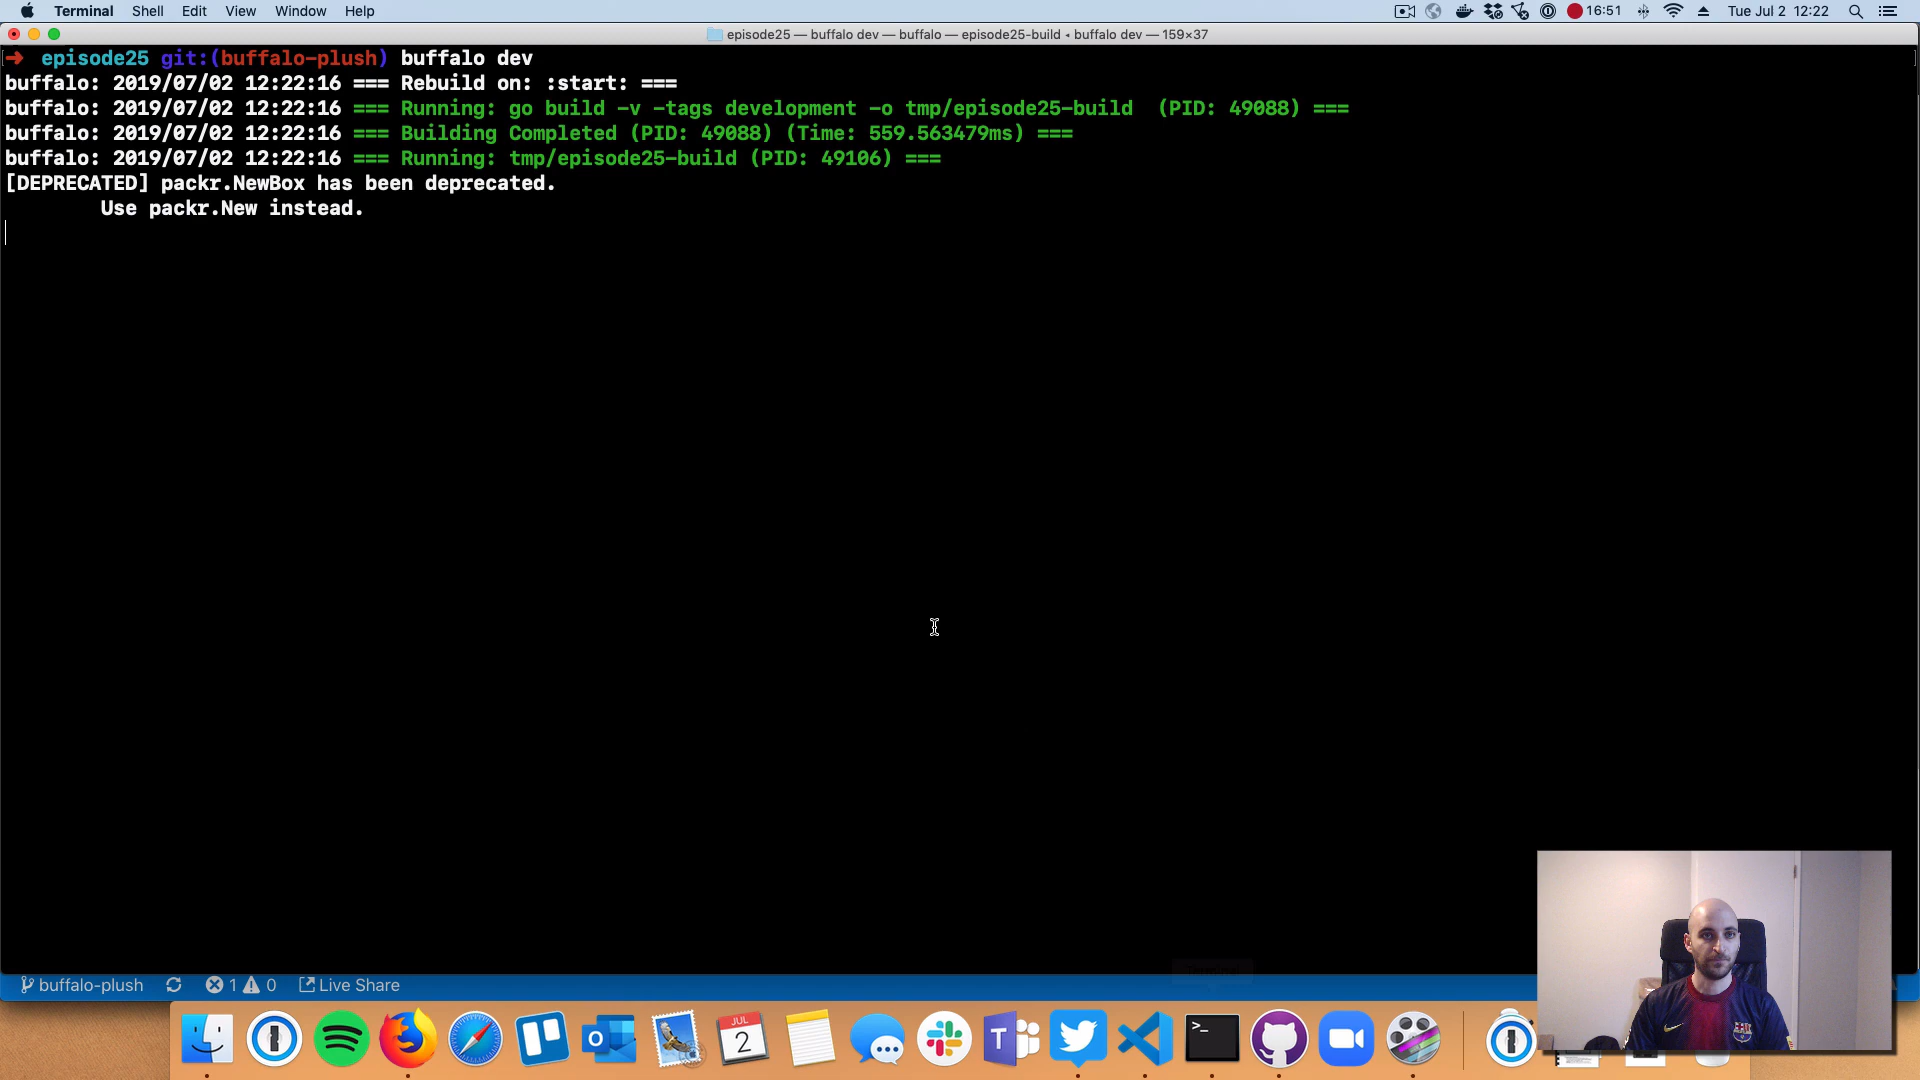 Terminal Shell Edit View Window Help
16:51 Tue Jul 2 12:22
episode25 — buffalo dev — buffalo — episode25-build ◂ buffalo dev — 159×37
➜ episode25 git:(buffalo-plush) buffalo dev
buffalo: 2019/07/02 12:22:16 === Rebuild on: :start: ===
buffalo: 2019/07/02 12:22:16 === Running: go build -v -tags development -o tmp/episode25-build  (PID: 49088) ===
buffalo: 2019/07/02 12:22:16 === Building Completed (PID: 49088) (Time: 559.563479ms) ===
buffalo: 2019/07/02 12:22:16 === Running: tmp/episode25-build (PID: 49106) ===
[DEPRECATED] packr.NewBox has been deprecated.
Use packr.New instead.
buffalo-plush 1 0 Live Share
JUL
2